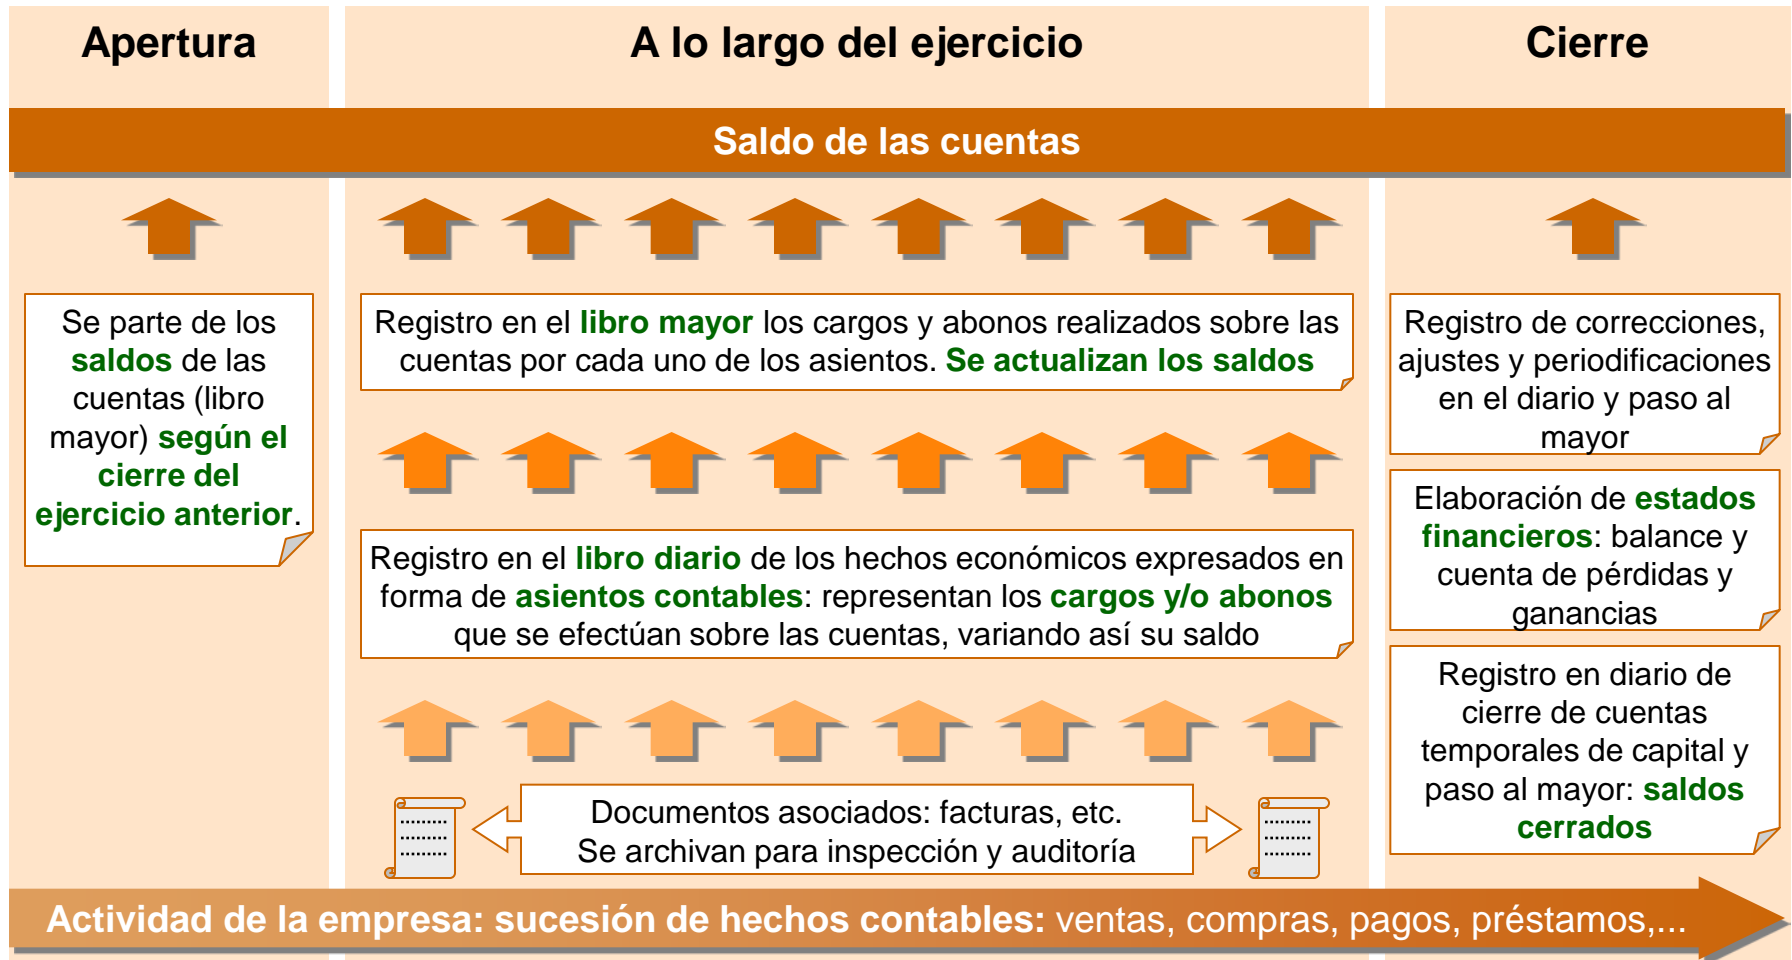 Apertura
A lo largo del ejercicio
Cierre
Saldo de las cuentas
Se parte de los
saldos de las
cuentas (libro
mayor) según el
cierre del
ejercicio anterior.
Registro en el libro mayor los cargos y abonos realizados sobre las
cuentas por cada uno de los asientos. Se actualizan los saldos
Registro en el libro diario de los hechos económicos expresados en
forma de asientos contables: representan los cargos y/o abonos
que se efectúan sobre las cuentas, variando así su saldo
Documentos asociados: facturas, etc.
Se archivan para inspección y auditoría
Registro de correcciones,
ajustes y periodificaciones
en el diario y paso al
mayor
Elaboración de estados
financieros: balance y
cuenta de pérdidas y
ganancias
Registro en diario de
cierre de cuentas
temporales de capital y
paso al mayor: saldos
cerrados
Actividad de la empresa: sucesión de hechos contables: ventas, compras, pagos, préstamos,...